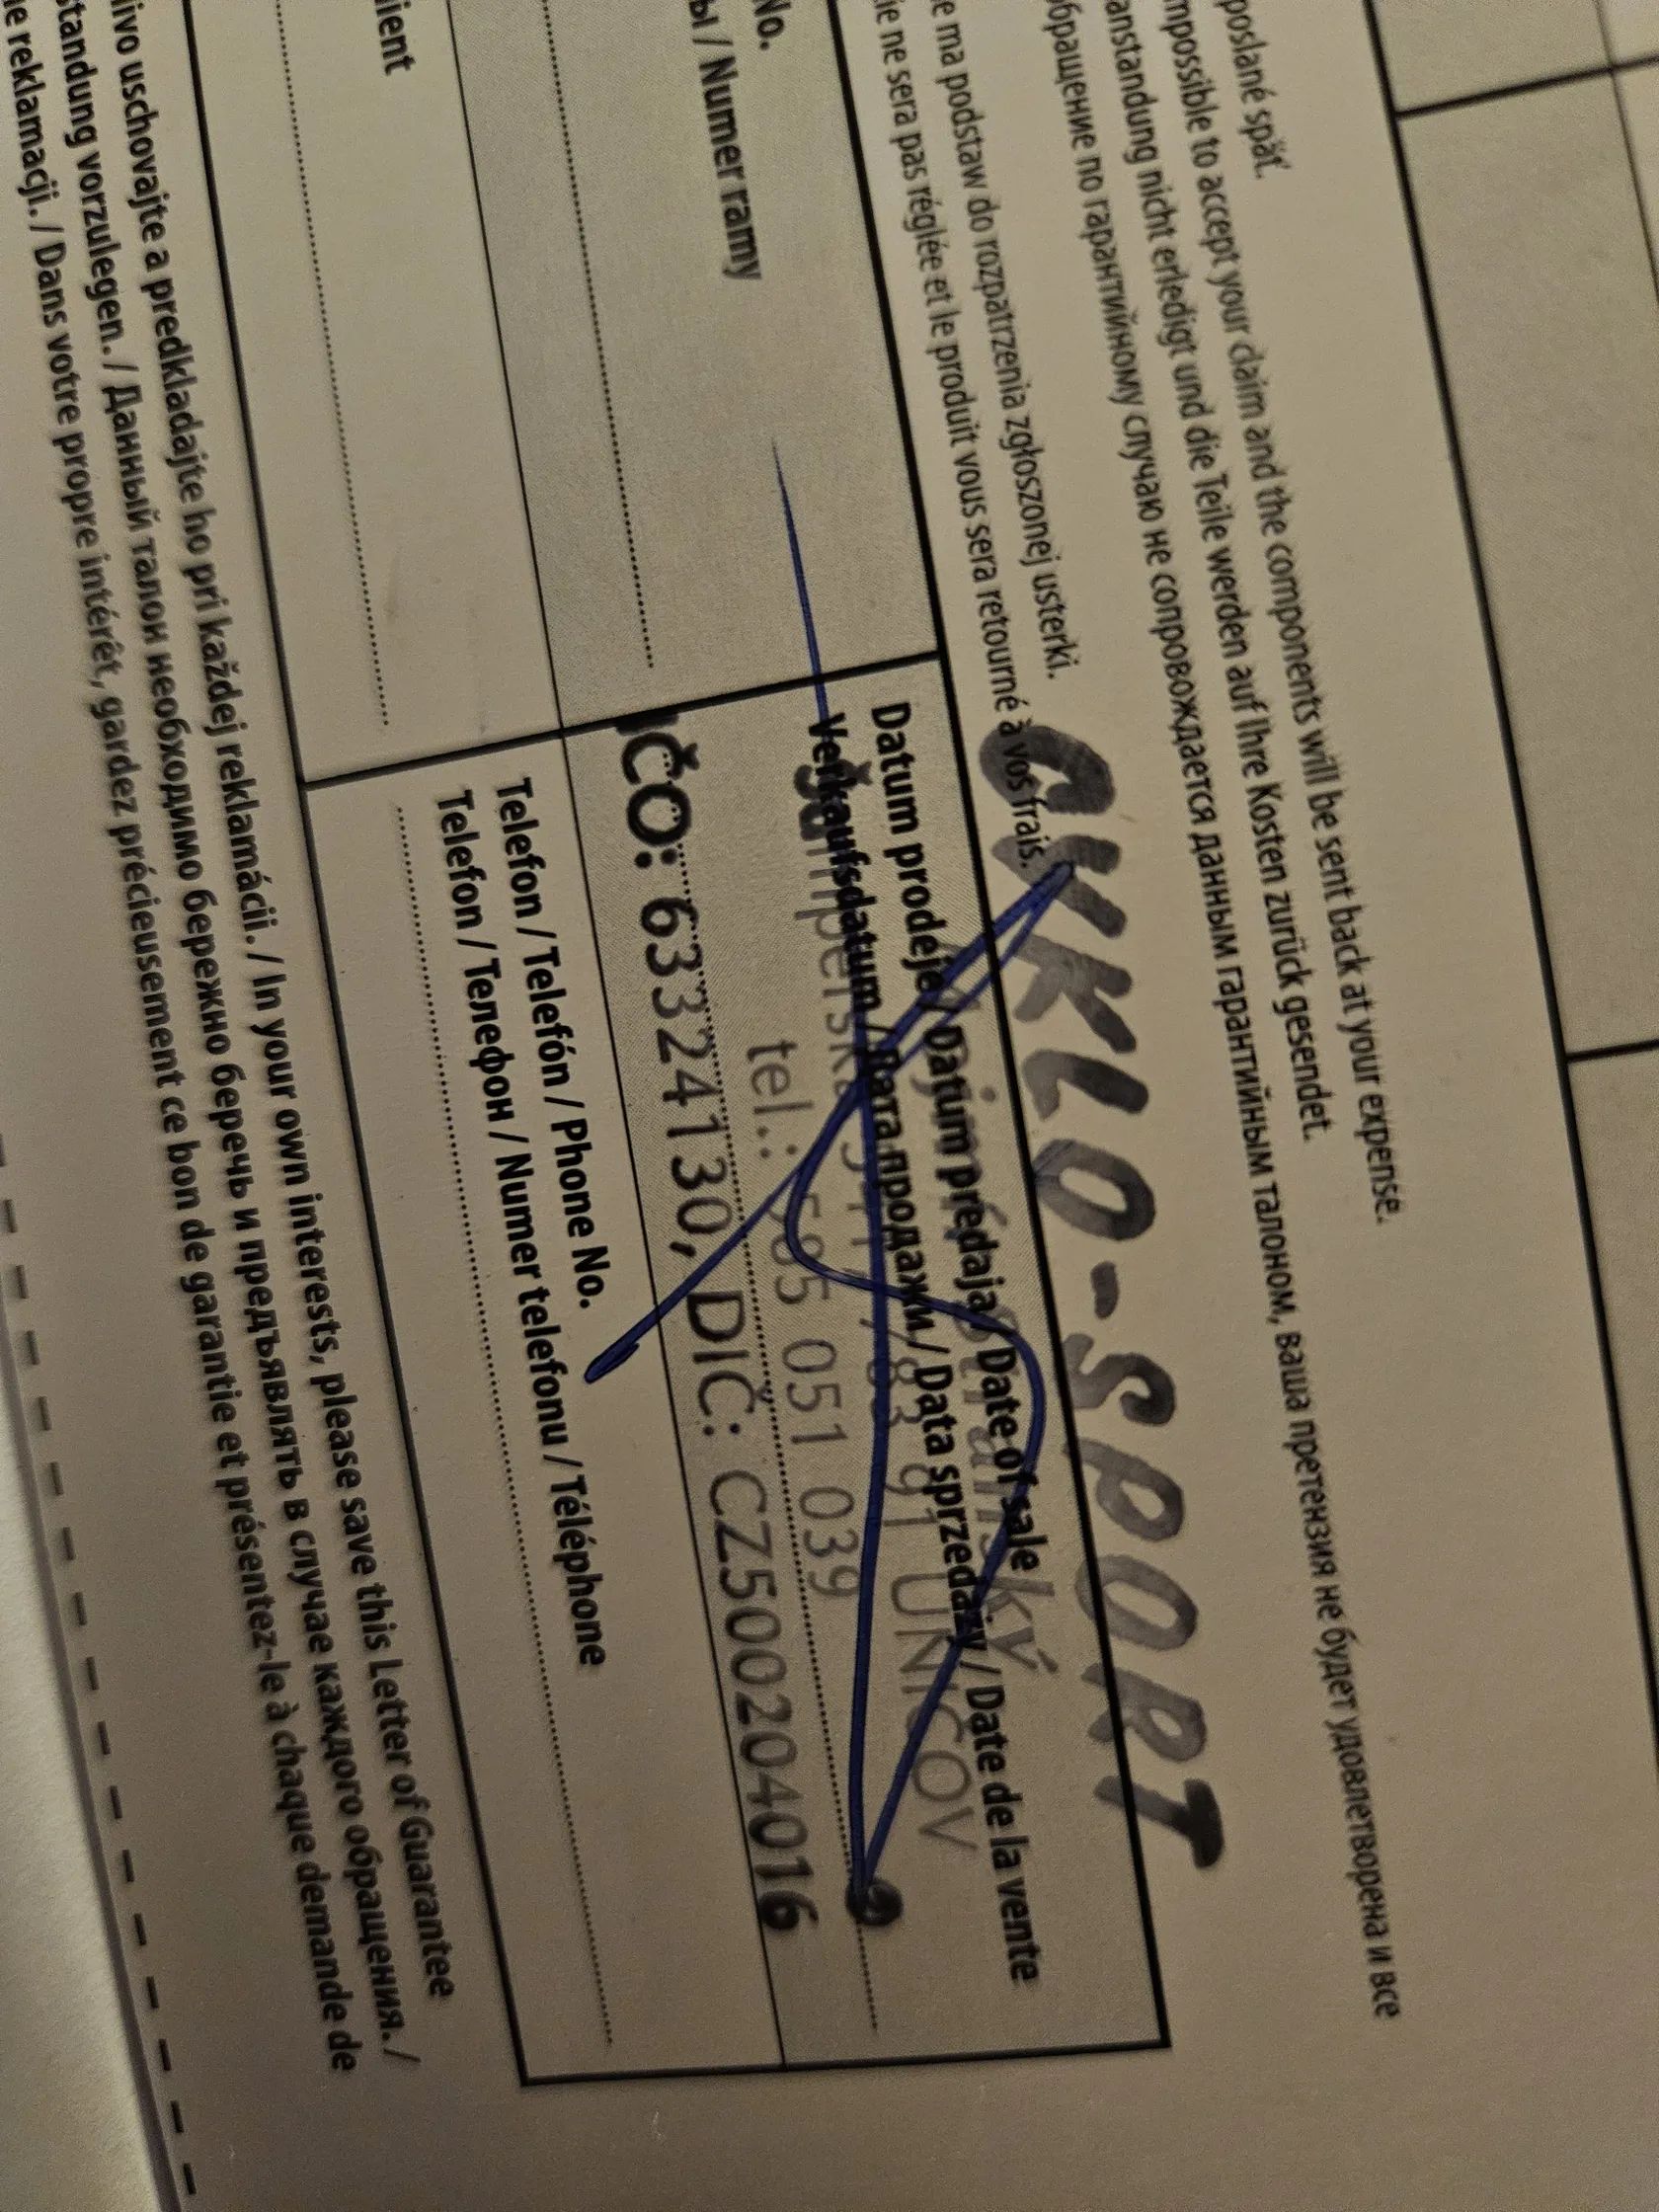 poslané späť.
mpossible to accept your claim and the components will be sent back at your expense.
anstandung nicht erledigt und die Teile werden auf Ihre Kosten zurück gesendet.
обращение по гарантийному случаю не сопровождается данным гарантийным талоном, ваша претензия не будет удовлетворена и все
e ma podstaw do rozpatrzenia zgłoszonej usterki.
ie ne sera pas réglée et le produit vous sera retourné à vos frais.
CYKLO-SPORT
Datum prodeje / Dátum predaja / Date of sale
Verkaufsdatum / Дата продажи / Data sprzedaży / Date de la vente
UNIČOV
tel.: 585 051 039
IČO: 63324130, DIČ: CZ500204016
No.
ы / Numer ramy
Telefon / Telefón / Phone No.
Telefon / Телефон / Numer telefonu / Téléphone
ient
ivo uschovajte a predkladajte ho pri každej reklamácii. / In your own interests, please save this Letter of Guarantee
standung vorzulegen. / Данный талон необходимо бережно беречь и предъявлять в случае каждого обращения. /
e reklamacji. / Dans votre propre intérêt, gardez précieusement ce bon de garantie et présentez-le à chaque demande de